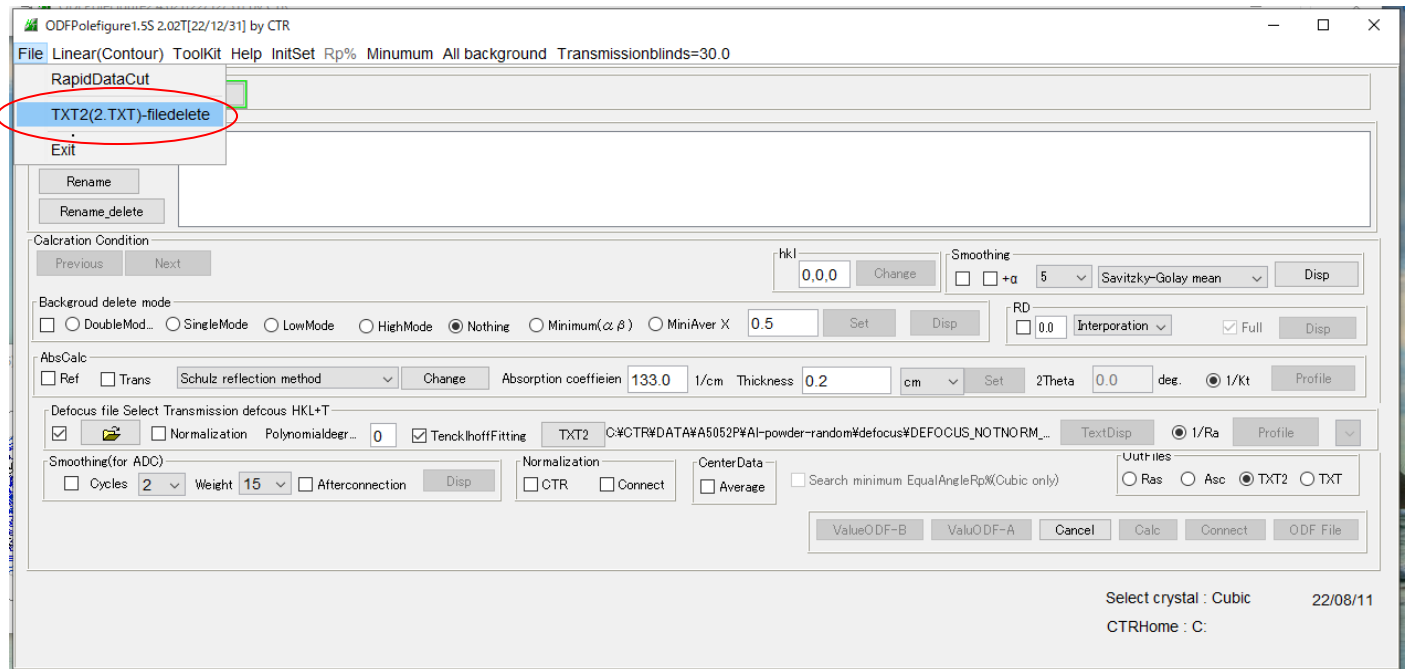 ODFPolefigure1.5S 2.02T[22/12/31] by CTR
File Linear(Contour) ToolKit Help InitSet Rp% Minumum All background Transmissionblinds=30.0
RapidDataCut
TXT2(2.TXT)-filedelete
Exit
Rename
Rename_delete
Calcration Condition
Previous Next
hkl
0,0,0 Change
Smoothing
+α 5 Savitzky-Golay mean Disp
Backgroud delete mode
DoubleMod... SingleMode LowMode HighMode Nothing Minimum(αβ) MiniAver X 0.5 Set Disp
RD
0.0 Interporation Full Disp
AbsCalc
Ref Trans Schulz reflection method Change Absorption coeffieien 133.0 1/cm Thickness 0.2 cm Set 2Theta 0.0 deg. 1/Kt Profile
Defocus file Select Transmission defcous HKL+T
Normalization Polynomialdegr... 0 TencklhoffFitting TXT2 C:¥CTR¥DATA¥A5052P¥Al-powder-random¥defocus¥DEFOCUS_NOTNORM_... TextDisp 1/Ra Profile
Smoothing(for ADC)
Cycles 2 Weight 15 Afterconnection Disp
Normalization
CTR Connect
CenterData
Average
Search minimum EqualAngleRp%(Cubic only)
OutFiles
Ras Asc TXT2 TXT
ValueODF-B ValuODF-A Cancel Calc Connect ODF File
Select crystal : Cubic 22/08/11
CTRHome : C: